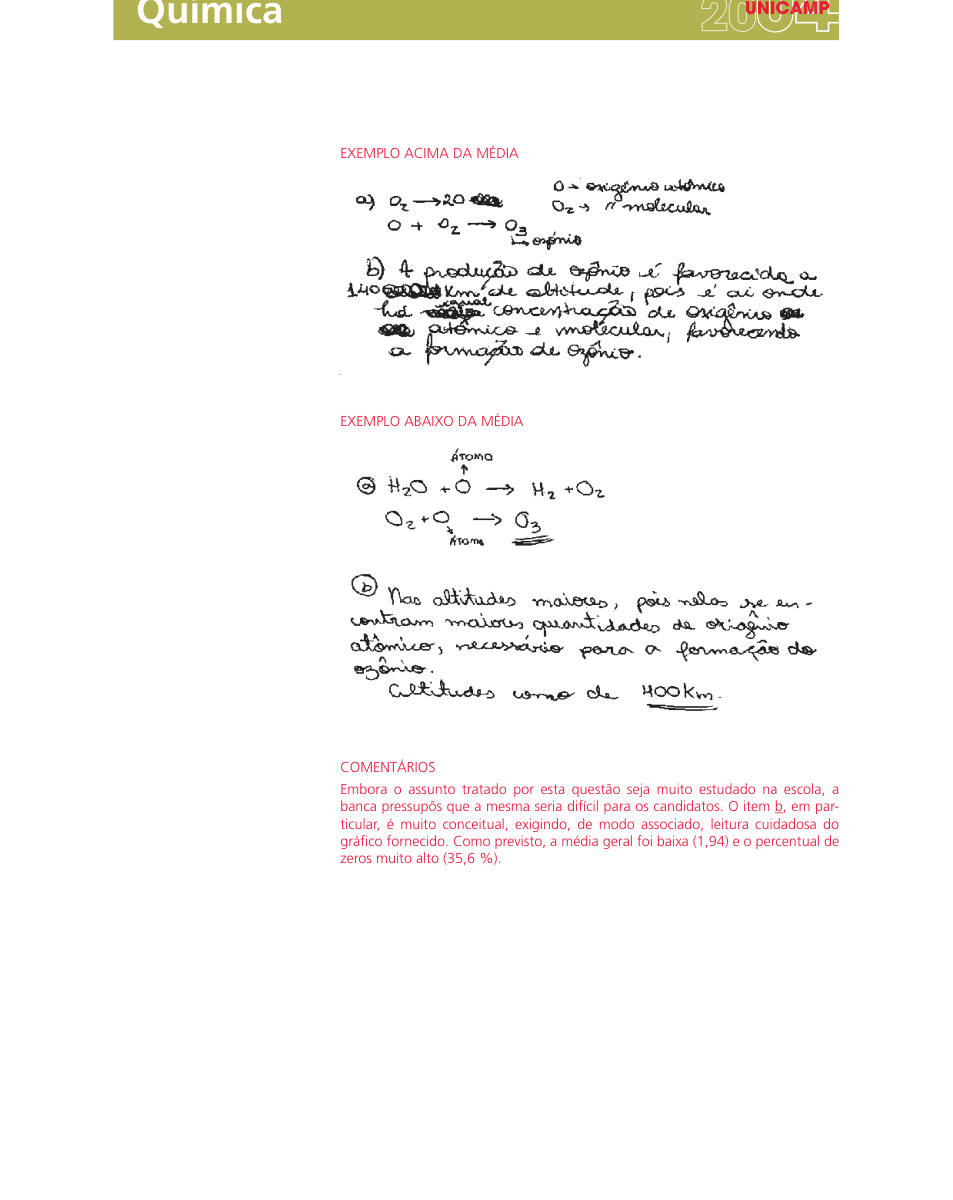 Química
2004
UNICAMP
EXEMPLO ACIMA DA MÉDIA
a) O₂ → 2O
O → oxigênio atômico
O₂ → " molecular
O + O₂ → O₃
↳ ozônio
b) A produção de ozônio é favorecida a
140 Km de altitude, pois é aí onde
há igual concentração de oxigênio
atômico e molecular, favorecendo
a formação de ozônio.
EXEMPLO ABAIXO DA MÉDIA
ÁTOMO
a H₂O + O → H₂ + O₂
O₂ + O → O₃
ÁTOMO
b Nas altitudes maiores, pois nelas se en-
contram maiores quantidades de oxiogênio
atômico, necessário para a formação do
ozônio.
Altitudes como de 400 Km.
COMENTÁRIOS
Embora o assunto tratado por esta questão seja muito estudado na escola, a
banca pressupôs que a mesma seria difícil para os candidatos. O item b, em par-
ticular, é muito conceitual, exigindo, de modo associado, leitura cuidadosa do
gráfico fornecido. Como previsto, a média geral foi baixa (1,94) e o percentual de
zeros muito alto (35,6 %).